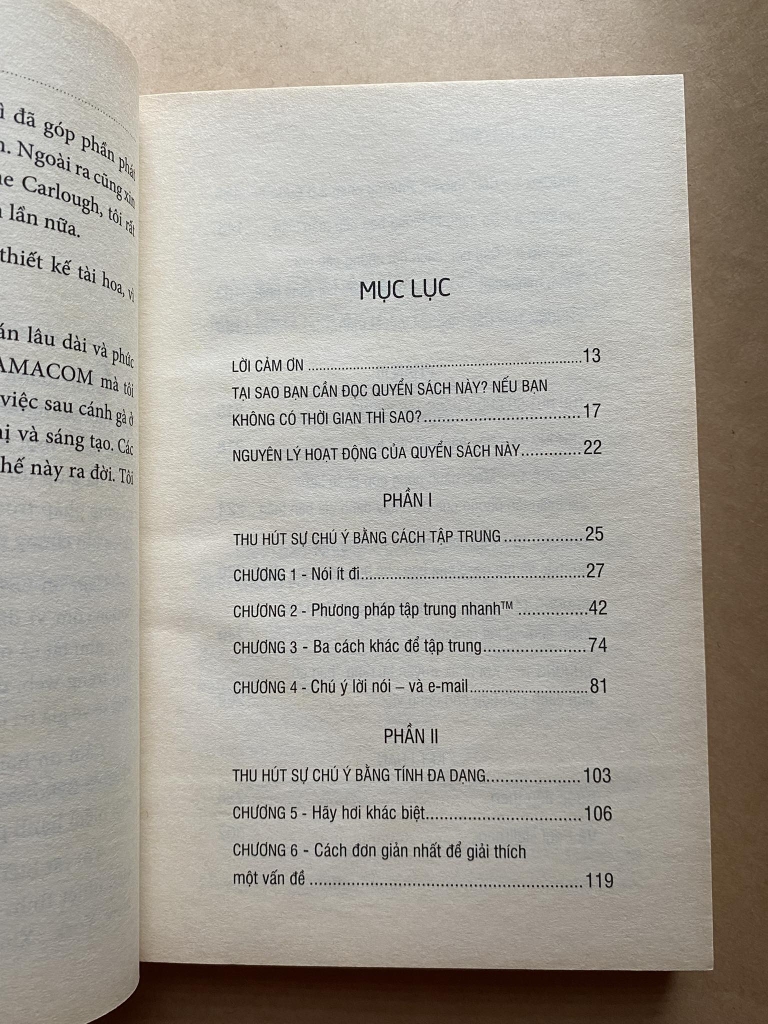 ì đã góp phần phát
n. Ngoài ra cũng xin
ne Carlough, tôi rất
lần nữa.
thiết kế tài hoa, vì
án lâu dài và phức
AMACOM mà tôi
việc sau cánh gà ở
hị và sáng tạo. Các
hế này ra đời. Tôi
MỤC LỤC
LỜI CẢM ƠN ..........13
TẠI SAO BẠN CẦN ĐỌC QUYỂN SÁCH NÀY? NẾU BẠN
KHÔNG CÓ THỜI GIAN THÌ SAO?..........17
NGUYÊN LÝ HOẠT ĐỘNG CỦA QUYỂN SÁCH NÀY..........22
PHẦN I
THU HÚT SỰ CHÚ Ý BẰNG CÁCH TẬP TRUNG ..........25
CHƯƠNG 1 - Nói ít đi..........27
CHƯƠNG 2 - Phương pháp tập trung nhanh™ ..........42
CHƯƠNG 3 - Ba cách khác để tập trung..........74
CHƯƠNG 4 - Chú ý lời nói – và e-mail..........81
PHẦN II
THU HÚT SỰ CHÚ Ý BẰNG TÍNH ĐA DẠNG..........103
CHƯƠNG 5 - Hãy hơi khác biệt..........106
CHƯƠNG 6 - Cách đơn giản nhất để giải thích
một vấn đề ..........119